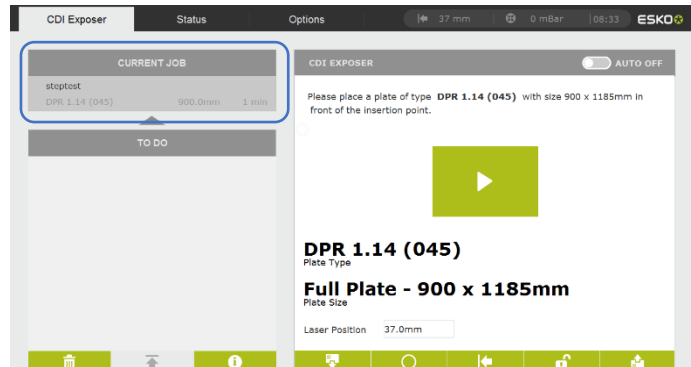 CDI Exposer Status Options 37 mm 0 mBar 08:33 ESKO
CURRENT JOB
steptest
DPR 1.14 (045) 900.0mm 1 min
TO DO
CDI EXPOSER AUTO OFF
Please place a plate of type DPR 1.14 (045) with size 900 x 1185mm in
front of the insertion point.
DPR 1.14 (045)
Plate Type
Full Plate - 900 x 1185mm
Plate Size
Laser Position 37.0mm